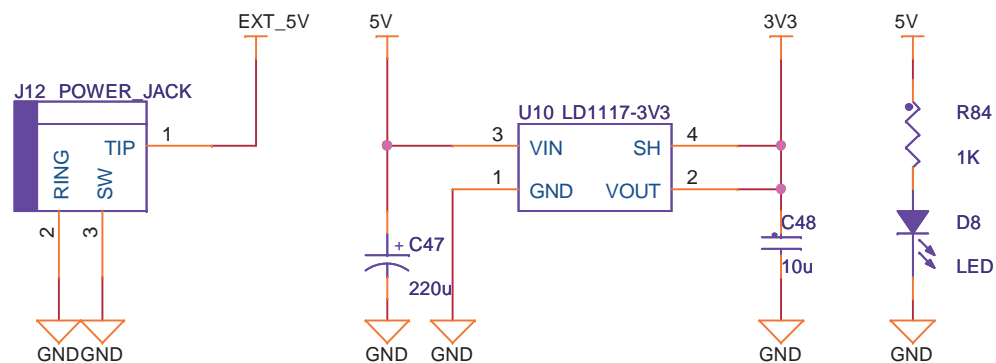 EXT_5V
5V
3V3
5V
J12 POWER_JACK
TIP
1
RING
SW
2
3
GND
GND
U10 LD1117-3V3
3
VIN
SH
4
1
GND
VOUT
2
+
C47
220u
C48
10u
GND
GND
GND
R84
1K
D8
LED
GND